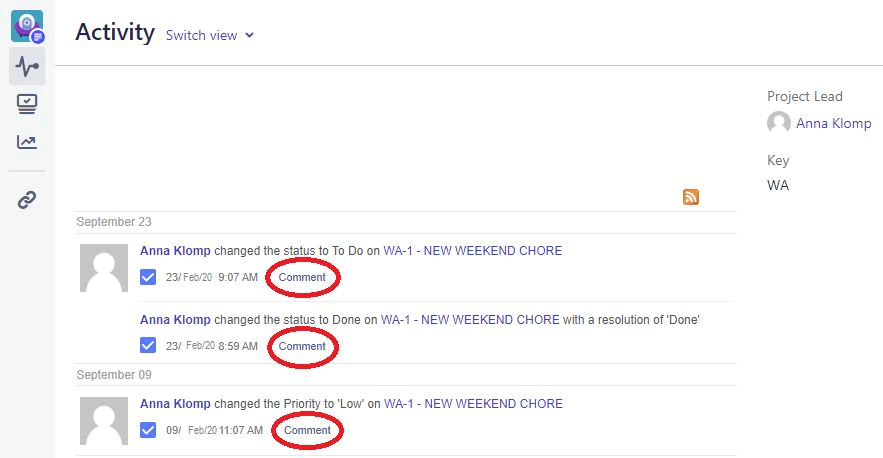 Activity Switch view
Project Lead
Anna Klomp
Key
WA
September 23
Anna Klomp changed the status to To Do on WA-1 - NEW WEEKEND CHORE
23/ Feb/20 9:07 AM Comment
Anna Klomp changed the status to Done on WA-1 - NEW WEEKEND CHORE with a resolution of 'Done'
23/ Feb/20 8:59 AM Comment
September 09
Anna Klomp changed the Priority to 'Low' on WA-1 - NEW WEEKEND CHORE
09/ Feb/20 11:07 AM Comment